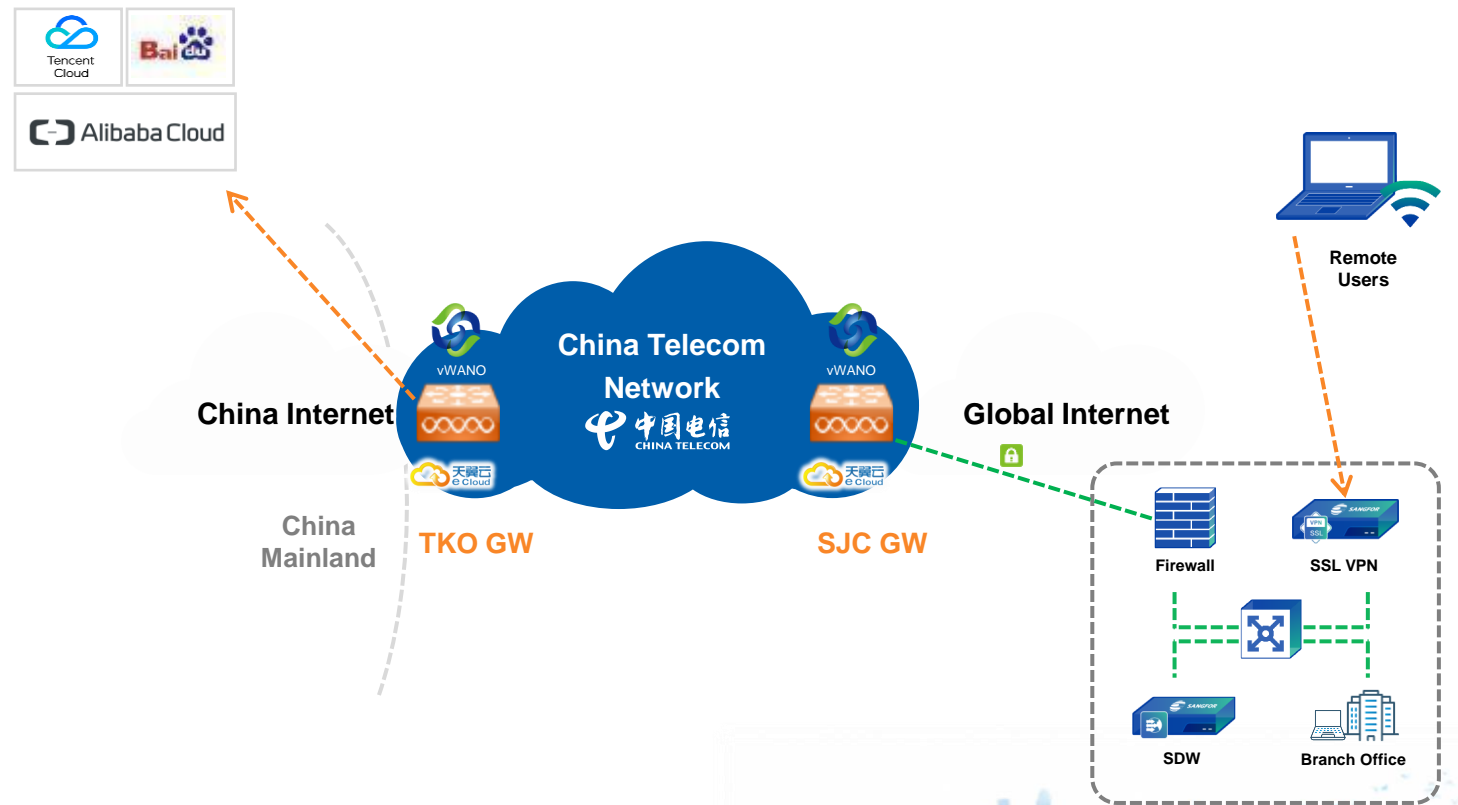 Tencent
Cloud
Bai du
Alibaba Cloud
Remote
Users
vWANO
China Telecom
Network
中国电信
CHINA TELECOM
vWANO
China Internet
Global Internet
天翼云
e Cloud
天翼云
e Cloud
China
Mainland
TKO GW
SJC GW
SANGFOR
VPN
SSL
Firewall
SSL VPN
SANGFOR
SDW
Branch Office